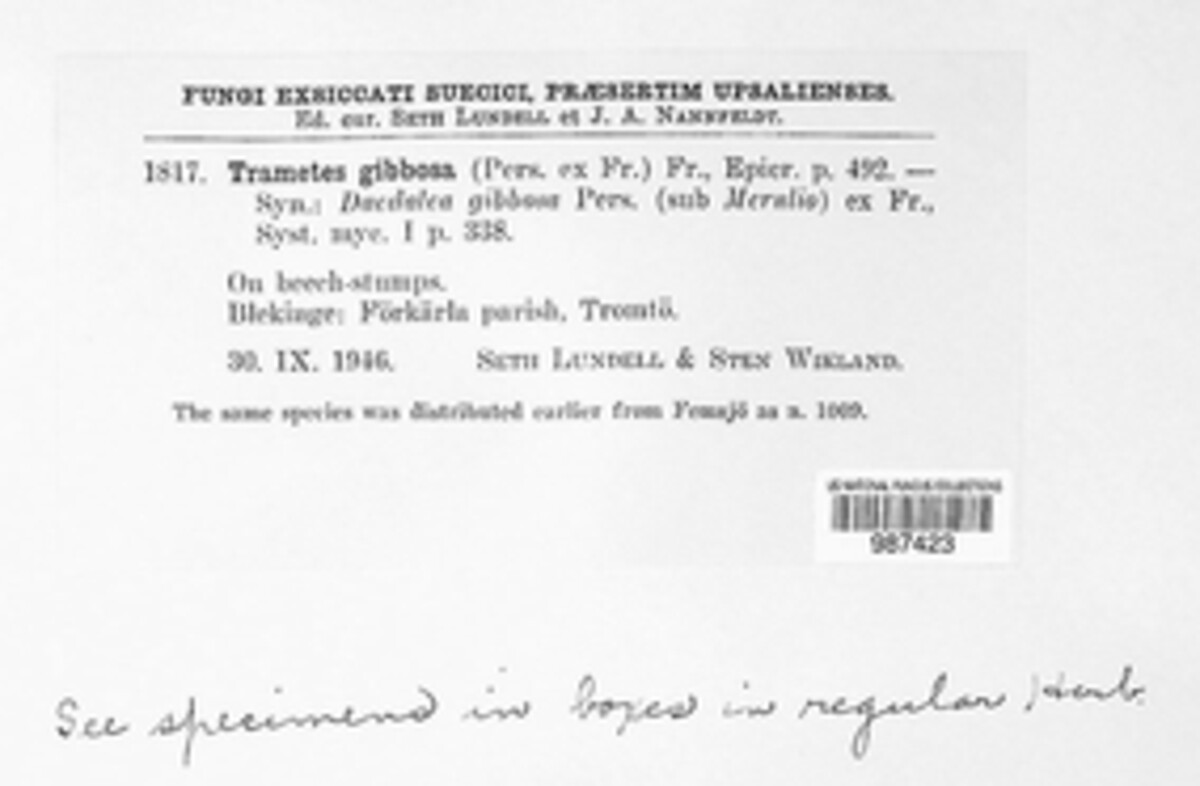 FUNGI EXSICCATI SUECICI, PRÆSERTIM UPSALIENSES.
Ed. cur. SETH LUNDELL et J. A. NANNFELDT.
1817. Trametes gibbosa (Pers. ex Fr.) Fr., Epicr. p. 492. —
Syn.: Daedalea gibbosa Pers. (sub Merulio) ex Fr.,
Syst. myc. I p. 338.
On beech-stumps.
Blekinge: Förkärla parish, Tromtö.
30. IX. 1946. SETH LUNDELL & STEN WIKLAND.
The same species was distributed earlier from Femsjö as n. 1009.
987423
See specimens in boxes in regular Herb.